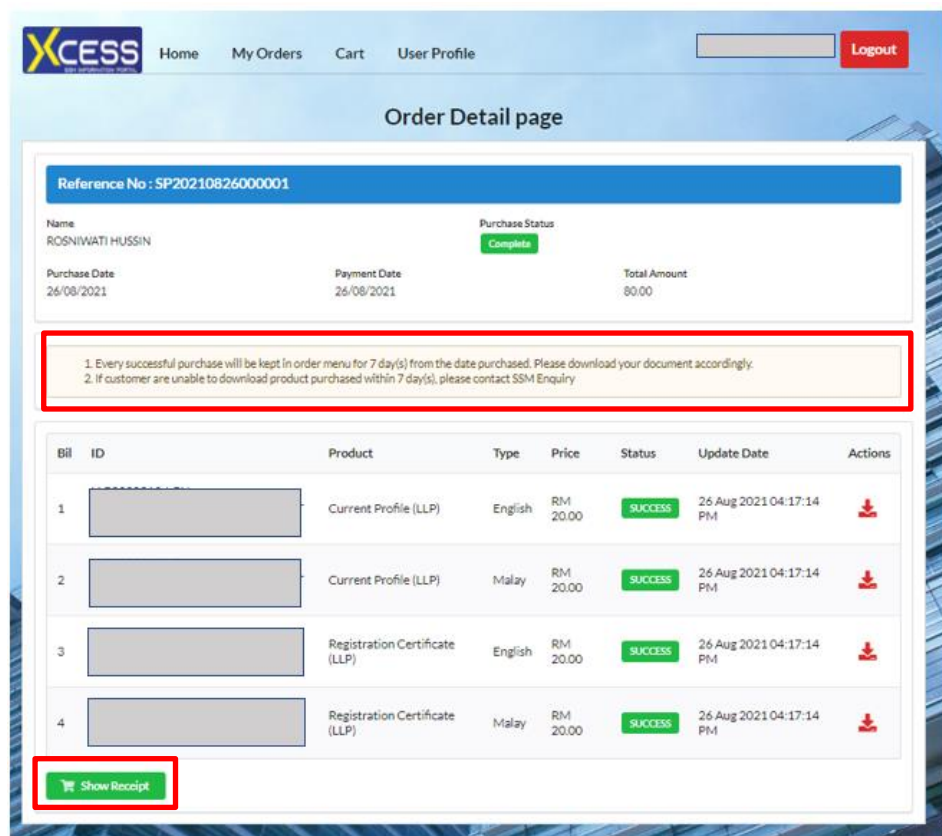 XCESS
SSM INFORMATION PORTAL
Home My Orders Cart User Profile Logout
Order Detail page
Reference No : SP20210826000001
Name Purchase Status
ROSNIWATI HUSSIN Complete
Purchase Date Payment Date Total Amount
26/08/2021 26/08/2021 80.00
1. Every successful purchase will be kept in order menu for 7 day(s) from the date purchased. Please download your document accordingly.
2. If customer are unable to download product purchased within 7 day(s), please contact SSM Enquiry
Bil ID Product Type Price Status Update Date Actions
1 Current Profile (LLP) English RM 20.00 SUCCESS 26 Aug 2021 04:17:14 PM
2 Current Profile (LLP) Malay RM 20.00 SUCCESS 26 Aug 2021 04:17:14 PM
3 Registration Certificate (LLP) English RM 20.00 SUCCESS 26 Aug 2021 04:17:14 PM
4 Registration Certificate (LLP) Malay RM 20.00 SUCCESS 26 Aug 2021 04:17:14 PM
Show Receipt